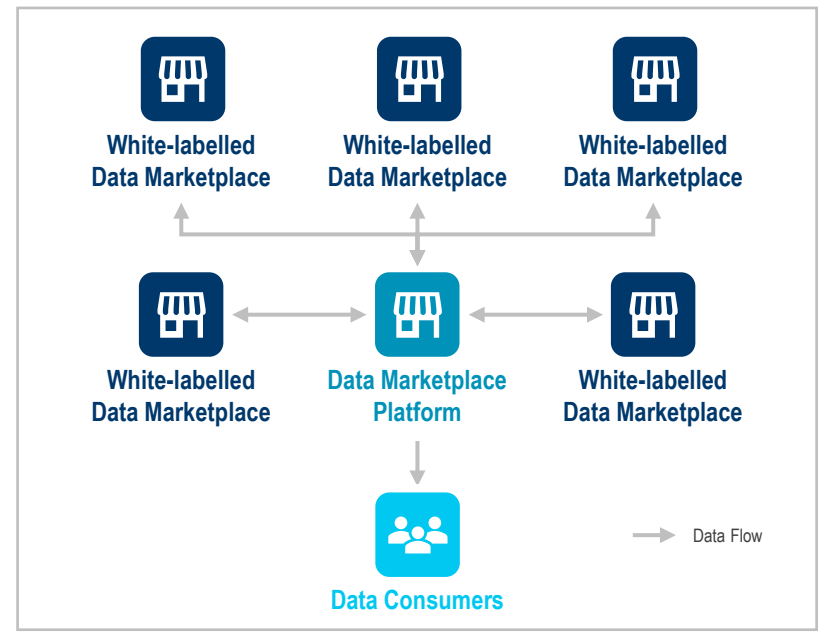 White-labelled
Data Marketplace
White-labelled
Data Marketplace
White-labelled
Data Marketplace
White-labelled
Data Marketplace
Data Marketplace
Platform
White-labelled
Data Marketplace
Data Flow
Data Consumers